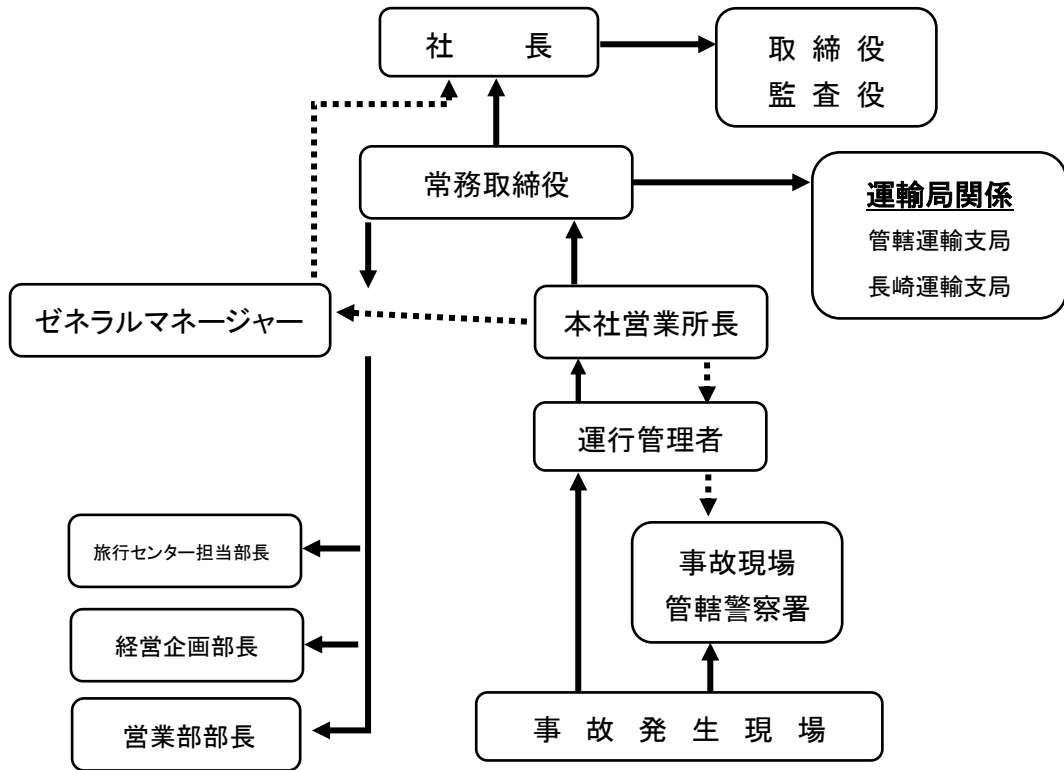 社　　長
取 締 役
監 査 役
常務取締役
運輸局関係
管轄運輸支局
長崎運輸支局
ゼネラルマネージャー
本社営業所長
運行管理者
旅行センター担当部長
事故現場
管轄警察署
経営企画部長
営業部部長
事 故 発 生 現 場